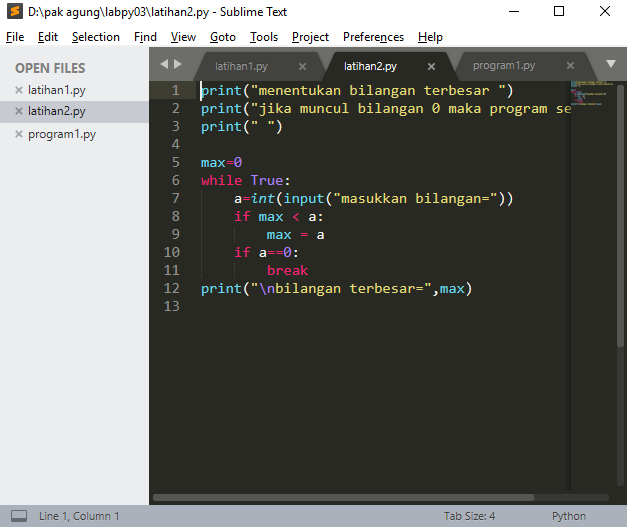 D:\pak agung\labpy03\latihan2.py - Sublime Text
File Edit Selection Find View Goto Tools Project Preferences Help
OPEN FILES
latihan1.py
latihan2.py
program1.py
latihan1.py latihan2.py program1.py
1 print("menentukan bilangan terbesar ")
2 print("jika muncul bilangan 0 maka program se
3 print(" ")
4
5 max=0
6 while True:
7     a=int(input("masukkan bilangan="))
8     if max < a:
9         max = a
10     if a==0:
11         break
12 print("\nbilangan terbesar=",max)
13
Line 1, Column 1 Tab Size: 4 Python